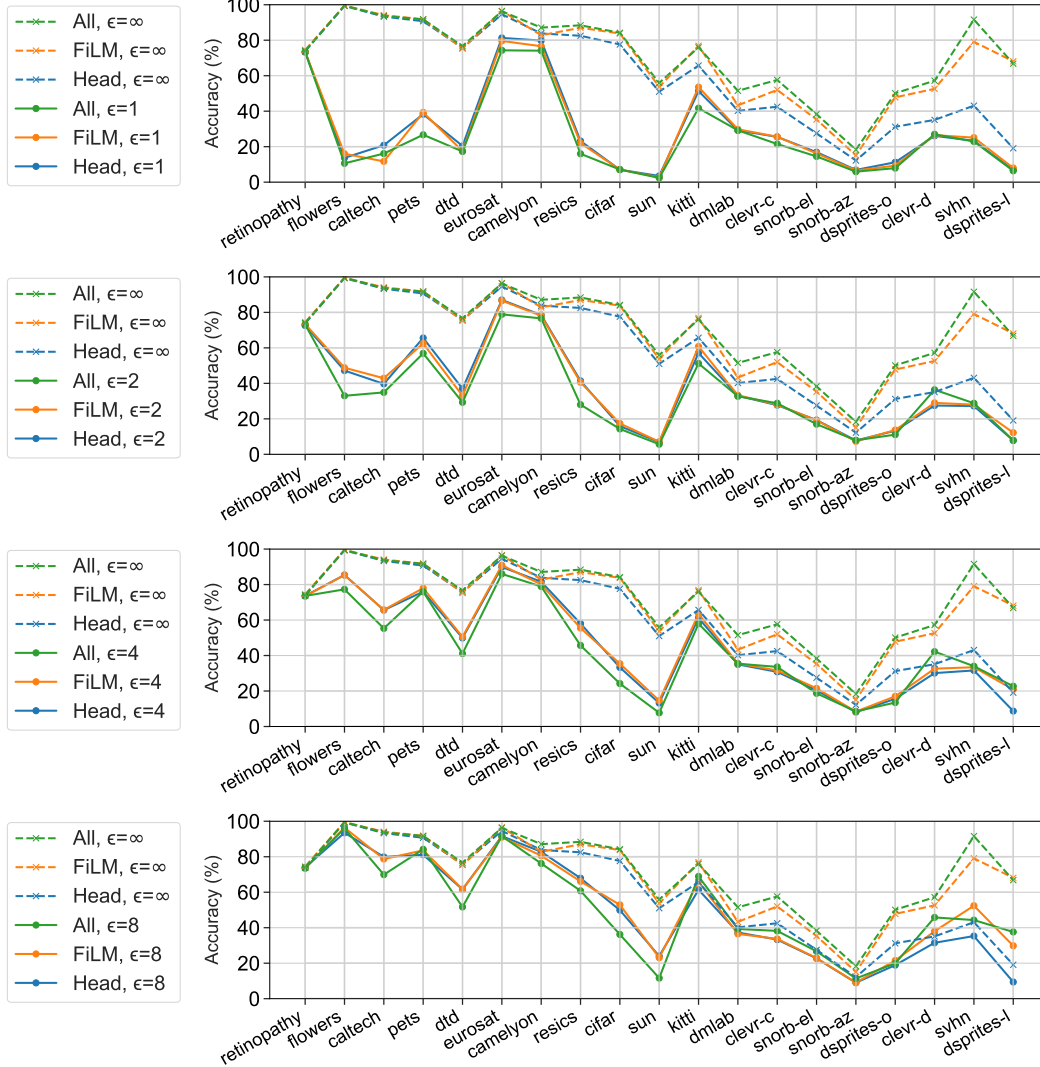 All, ϵ=∞
FiLM, ϵ=∞
Head, ϵ=∞
All, ϵ=1
FiLM, ϵ=1
Head, ϵ=1
Accuracy (%)
100
80
60
40
20
0
retinopathy
flowers
caltech
pets
dtd
eurosat
camelyon
resics
cifar
sun
kitti
dmlab
clevr-c
snorb-el
snorb-az
dsprites-o
clevr-d
svhn
dsprites-l
All, ϵ=∞
FiLM, ϵ=∞
Head, ϵ=∞
All, ϵ=2
FiLM, ϵ=2
Head, ϵ=2
Accuracy (%)
100
80
60
40
20
0
retinopathy
flowers
caltech
pets
dtd
eurosat
camelyon
resics
cifar
sun
kitti
dmlab
clevr-c
snorb-el
snorb-az
dsprites-o
clevr-d
svhn
dsprites-l
All, ϵ=∞
FiLM, ϵ=∞
Head, ϵ=∞
All, ϵ=4
FiLM, ϵ=4
Head, ϵ=4
Accuracy (%)
100
80
60
40
20
0
retinopathy
flowers
caltech
pets
dtd
eurosat
camelyon
resics
cifar
sun
kitti
dmlab
clevr-c
snorb-el
snorb-az
dsprites-o
clevr-d
svhn
dsprites-l
All, ϵ=∞
FiLM, ϵ=∞
Head, ϵ=∞
All, ϵ=8
FiLM, ϵ=8
Head, ϵ=8
Accuracy (%)
100
80
60
40
20
0
retinopathy
flowers
caltech
pets
dtd
eurosat
camelyon
resics
cifar
sun
kitti
dmlab
clevr-c
snorb-el
snorb-az
dsprites-o
clevr-d
svhn
dsprites-l